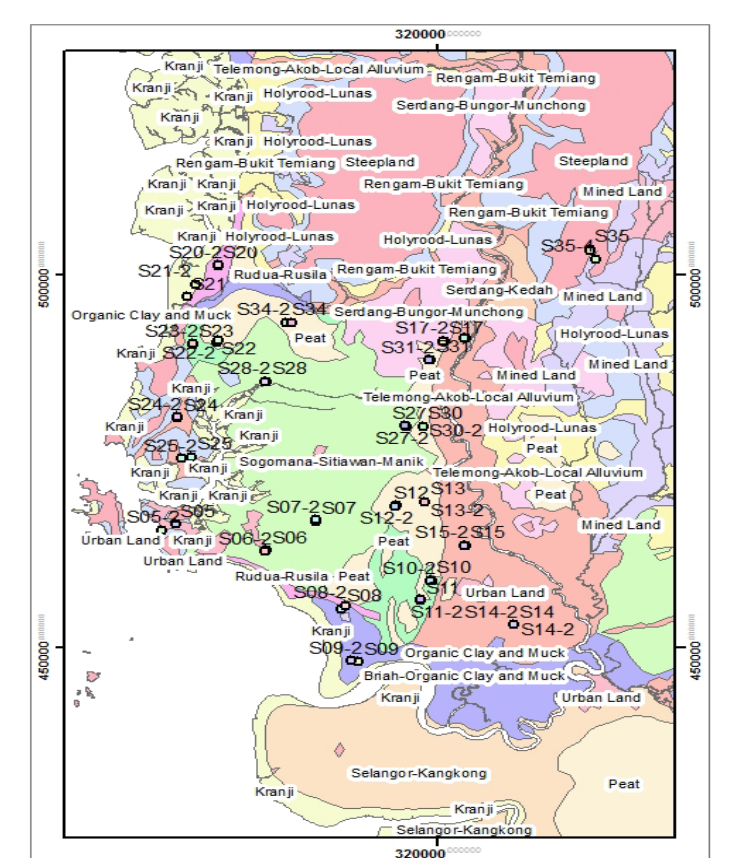 320000
Kranji
Telemong-Akob-Local Alluvium
Rengam-Bukit Temiang
Kranji
Kranji
Holyrood-Lunas
Serdang-Bungor-Munchong
Kranji
Kranji
Holyrood-Lunas
Rengam-Bukit Temiang
Steepland
Steepland
Kranji
Kranji
Rengam-Bukit Temiang
Mined Land
Kranji
Kranji
Holyrood-Lunas
Rengam-Bukit Temiang
Kranji
Holyrood-Lunas
Holyrood-Lunas
S35-4
S35
S20-2
S20
500000
500000
S21-2
Rudua-Rusila
Rengam-Bukit Temiang
S21
Serdang-Kedah
Mined Land
Organic Clay and Muck
S34-2
S34
Serdang-Bungor-Munchong
S23-2
S23
Peat
S17-2
S17
Holyrood-Lunas
Kranji
S22-2
S22
S31-2
S31
S28-2
S28
Peat
Mined Land
Mined Land
Kranji
Telemong-Akob-Local Alluvium
S24-2
S24
Kranji
S27
S30
Kranji
S27-2
S30-2
Holyrood-Lunas
Kranji
S25-2
S25
Peat
Kranji
Kranji
Sogomana-Sitiawan-Manik
Telemong-Akob-Local Alluvium
Kranji
Kranji
S12
S13
Peat
S05-2
S05
S07-2
S07
S12-2
S13-2
Mined Land
Urban Land
Kranji
S06-2
S06
Peat
S15-2
S15
Urban Land
Rudua-Rusila
Peat
S10-2
S10
S08-2
S08
S11
Urban Land
S11-2
S14-2
S14
Kranji
S14-2
S09-2
S09
Organic Clay and Muck
450000
450000
Briah-Organic Clay and Muck
Kranji
Urban Land
Selangor-Kangkong
Peat
Kranji
Kranji
Selangor-Kangkong
320000